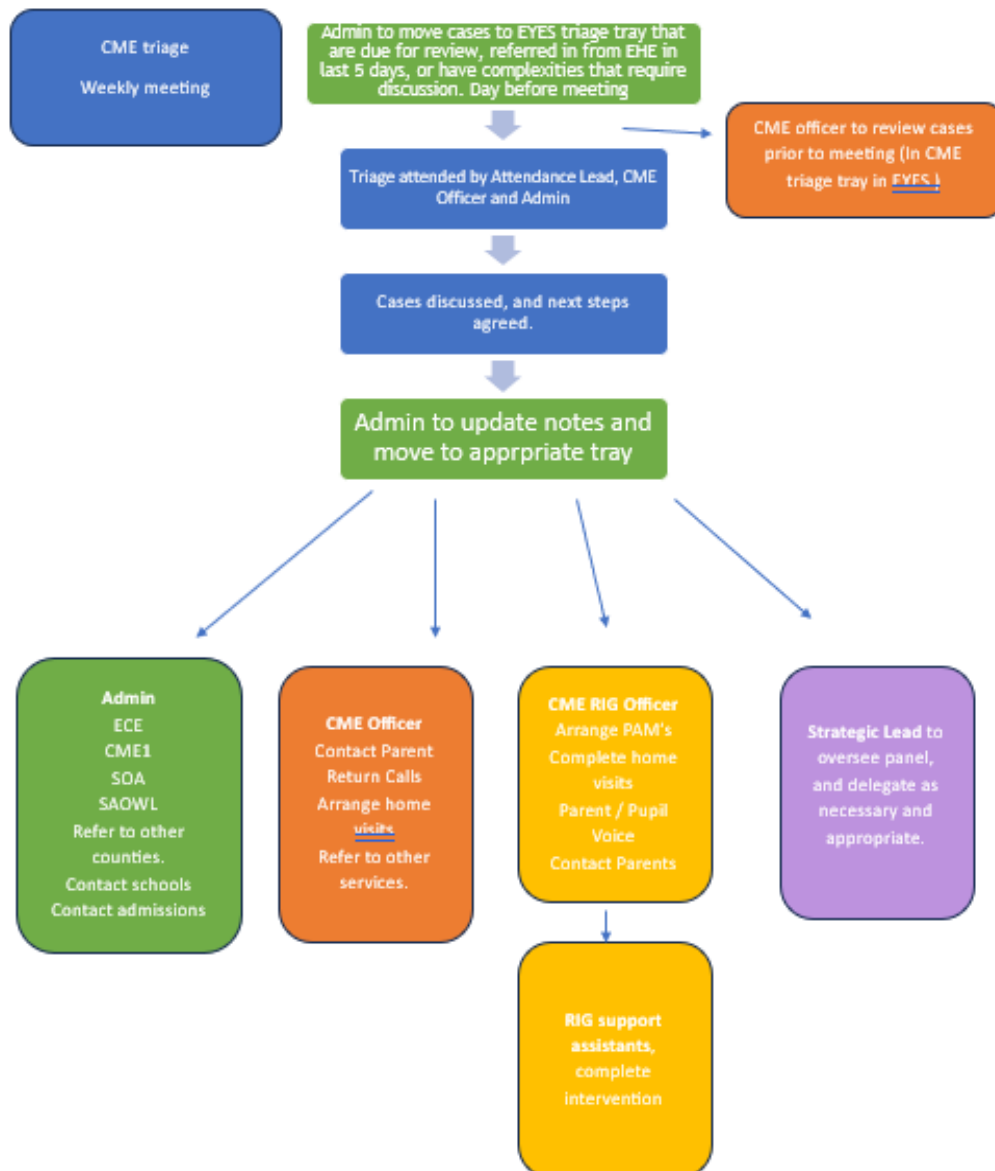 CME triage
Weekly meeting
Admin to move cases to EYES triage tray that
are due for review, referred in from EHE in
last 5 days, or have complexities that require
discussion. Day before meeting
CME officer to review cases
prior to meeting (In CME
triage tray in EYES )
Triage attended by Attendance Lead, CME
Officer and Admin
Cases discussed, and next steps
agreed.
Admin to update notes and
move to apprpriate tray
Admin
ECE
CME1
SOA
SAOWL
Refer to other
counties.
Contact schools
Contact admissions
CME Officer
Contact Parent
Return Calls
Arrange home
visits
Refer to other
services.
CME RIG Officer
Arrange PAM's
Complete home
visits
Parent / Pupil
Voice
Contact Parents
Strategic Lead to
oversee panel,
and delegate as
necessary and
appropriate.
RIG support
assistants,
complete
intervention